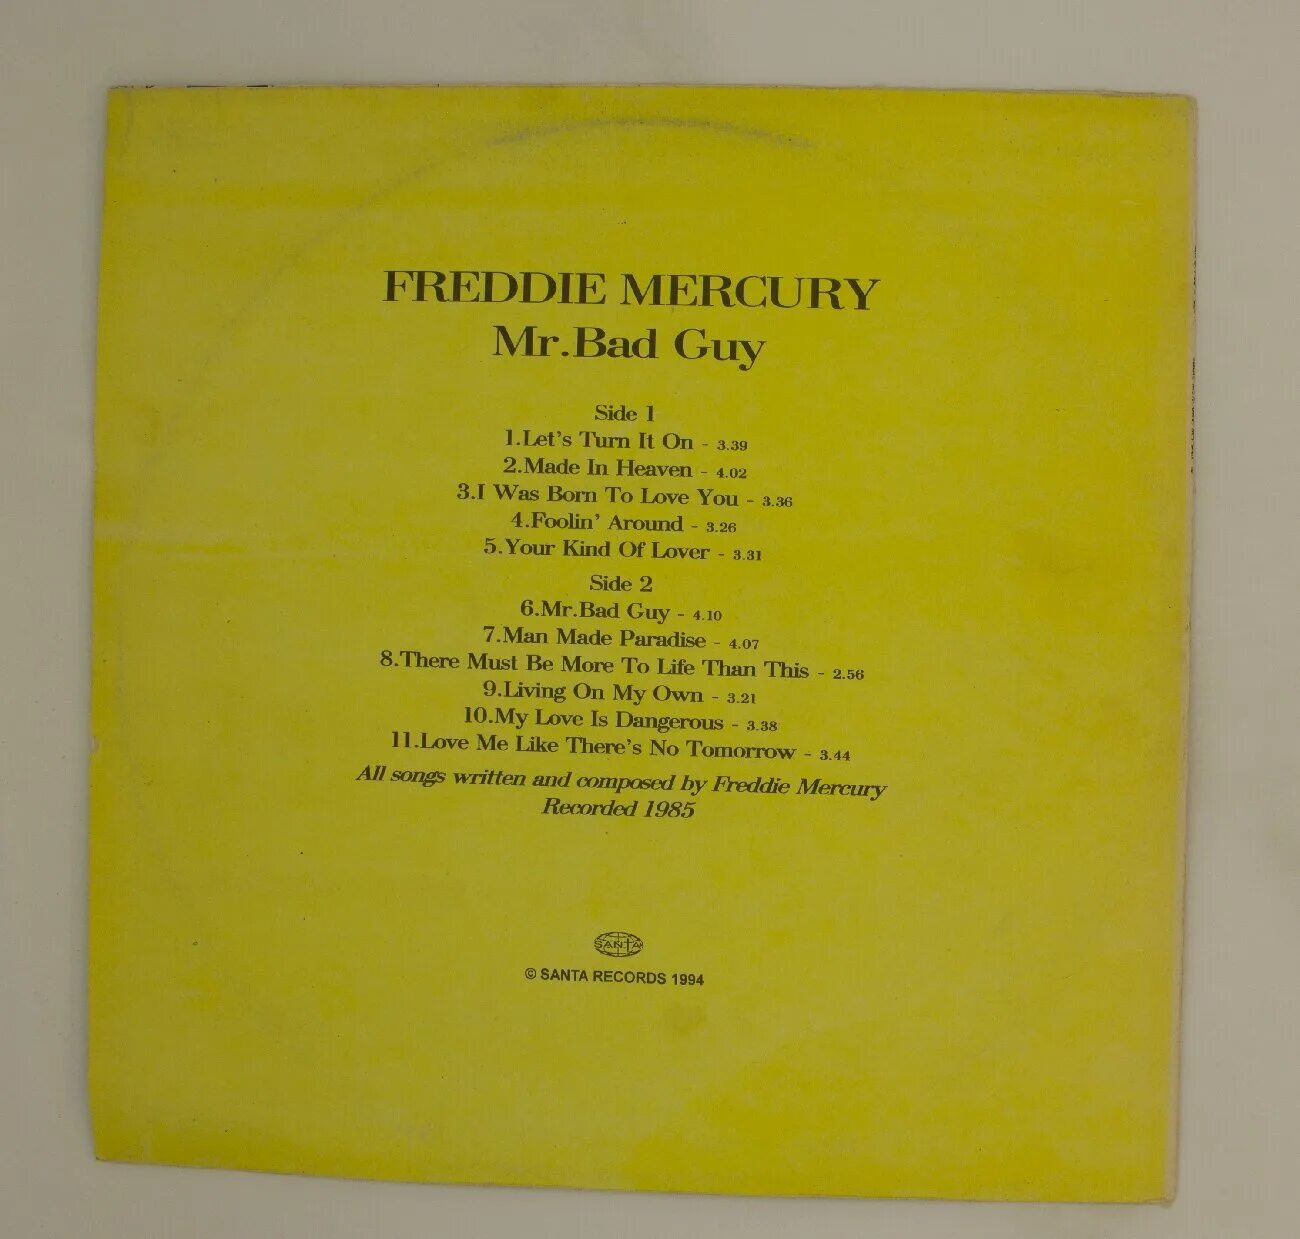 FREDDIE MERCURY
Mr.Bad Guy
Side 1
1.Let's Turn It On - 3.39
2.Made In Heaven - 4.02
3.I Was Born To Love You - 3.36
4.Foolin' Around - 3.26
5.Your Kind Of Lover - 3.31
Side 2
6.Mr.Bad Guy - 4.10
7.Man Made Paradise - 4.07
8.There Must Be More To Life Than This - 2.56
9.Living On My Own - 3.21
10.My Love Is Dangerous - 3.38
11.Love Me Like There's No Tomorrow - 3.44
All songs written and composed by Freddie Mercury
Recorded 1985
SANTA
© SANTA RECORDS 1994